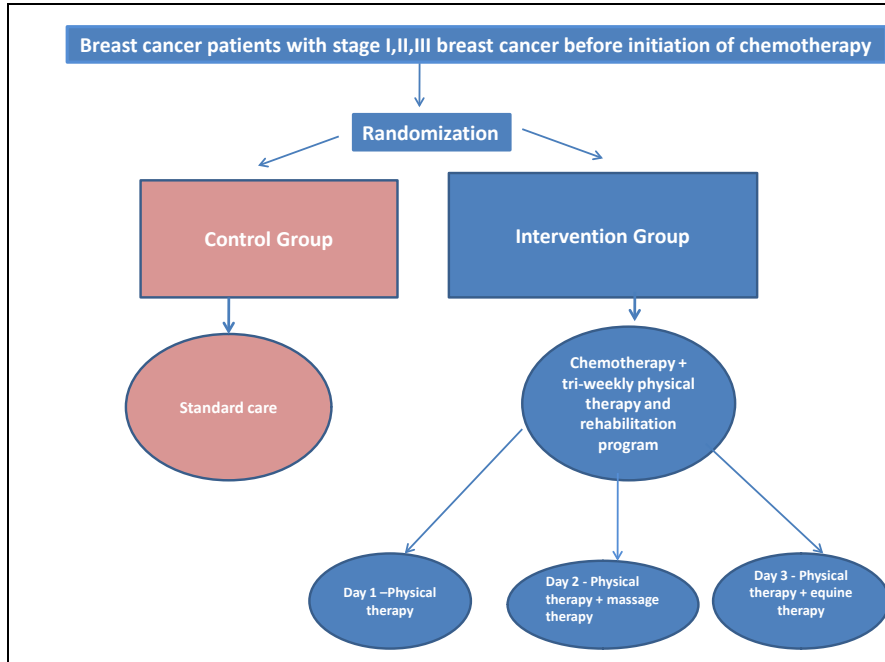 Breast cancer patients with stage I,II,III breast cancer before initiation of chemotherapy
Randomization
Control Group
Intervention Group
Standard care
Chemotherapy +
tri-weekly physical
therapy and
rehabilitation
program
Day 1 –Physical
therapy
Day 2 - Physical
therapy + massage
therapy
Day 3 - Physical
therapy + equine
therapy